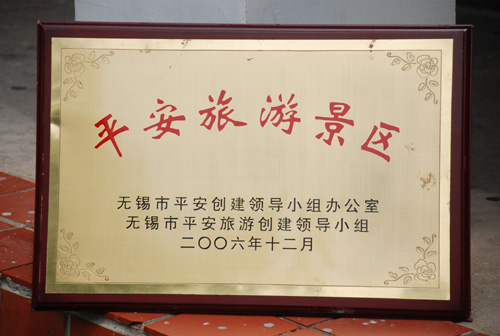 平安旅游景区
无锡市平安创建领导小组办公室
无锡市平安旅游创建领导小组
二〇〇六年十二月